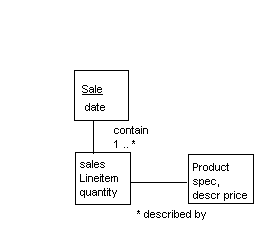 Sale
date
contain
1 .. *
sales
Lineitem
quantity
Product
spec,
descr price
* described by